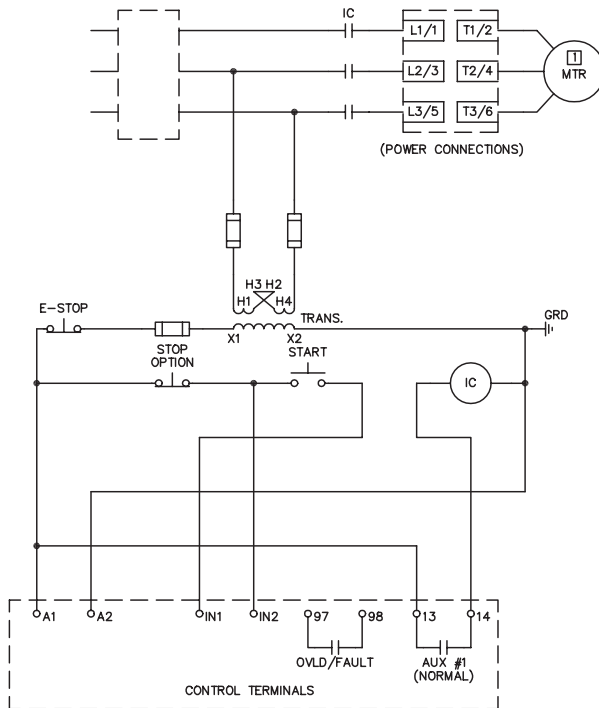 IC
L1/1 T1/2
1
MTR
L2/3 T2/4
L3/5 T3/6
(POWER CONNECTIONS)
H3 H2
H1 H4
E-STOP
TRANS.
GRD
X1 X2
STOP
OPTION
START
IC
A1 A2 IN1 IN2 97 98 13 14
OVLD/FAULT
AUX #1
(NORMAL)
CONTROL TERMINALS